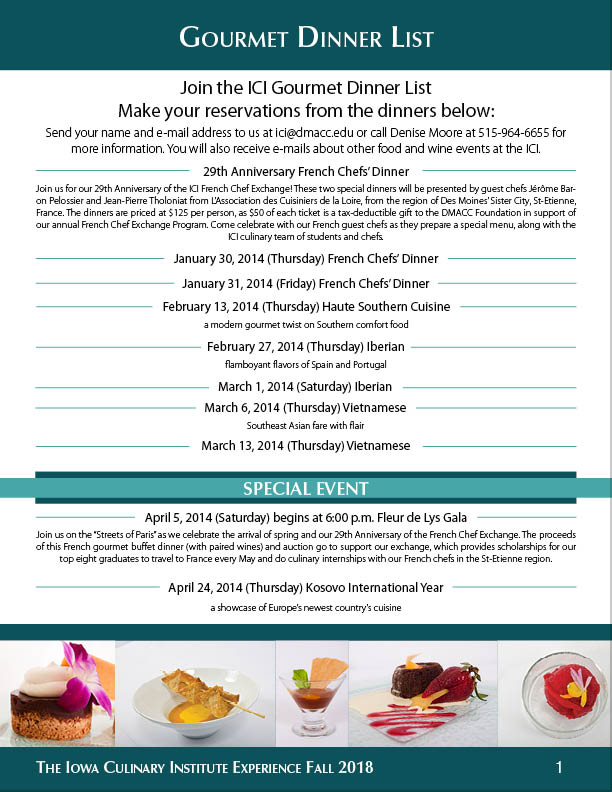 Gourmet Dinner List
Join the ICI Gourmet Dinner List
Make your reservations from the dinners below:
Send your name and e-mail address to us at ici@dmacc.edu or call Denise Moore at 515-964-6655 for
more information. You will also receive e-mails about other food and wine events at the ICI.
29th Anniversary French Chefs' Dinner
Join us for our 29th Anniversary of the ICI French Chef Exchange! These two special dinners will be presented by guest chefs Jérôme Bar-
on Pelossier and Jean-Pierre Tholoniat from L'Association des Cuisiniers de la Loire, from the region of Des Moines' Sister City, St-Etienne,
France. The dinners are priced at $125 per person, as $50 of each ticket is a tax-deductible gift to the DMACC Foundation in support of
our annual French Chef Exchange Program. Come celebrate with our French guest chefs as they prepare a special menu, along with the
ICI culinary team of students and chefs.
January 30, 2014 (Thursday) French Chefs' Dinner
January 31, 2014 (Friday) French Chefs' Dinner
February 13, 2014 (Thursday) Haute Southern Cuisine
a modern gourmet twist on Southern comfort food
February 27, 2014 (Thursday) Iberian
flamboyant flavors of Spain and Portugal
March 1, 2014 (Saturday) Iberian
March 6, 2014 (Thursday) Vietnamese
Southeast Asian fare with flair
March 13, 2014 (Thursday) Vietnamese
SPECIAL EVENT
April 5, 2014 (Saturday) begins at 6:00 p.m. Fleur de Lys Gala
Join us on the "Streets of Paris" as we celebrate the arrival of spring and our 29th Anniversary of the French Chef Exchange. The proceeds
of this French gourmet buffet dinner (with paired wines) and auction go to support our exchange, which provides scholarships for our
top eight graduates to travel to France every May and do culinary internships with our French chefs in the St-Etienne region.
April 24, 2014 (Thursday) Kosovo International Year
a showcase of Europe's newest country's cuisine
The Iowa Culinary Institute Experience Fall 2018 1